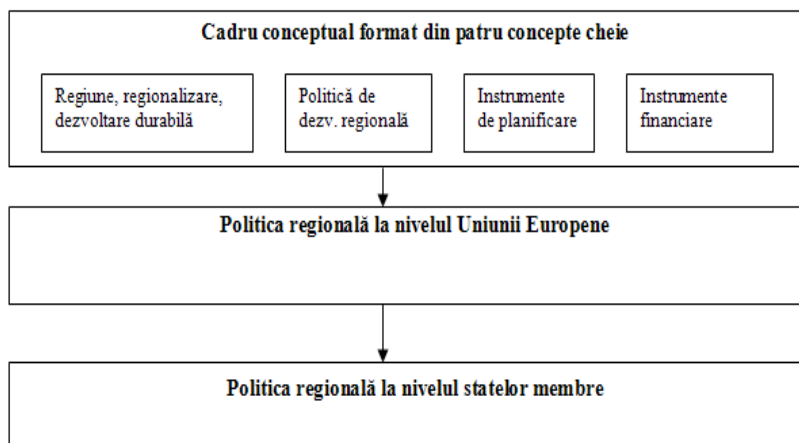 Cadru conceptual format din patru concepte cheie
Regiune, regionalizare,
dezvoltare durabilă
Politică de
dezv. regională
Instrumente
de planificare
Instrumente
financiare
Politica regională la nivelul Uniunii Europene
Politica regională la nivelul statelor membre